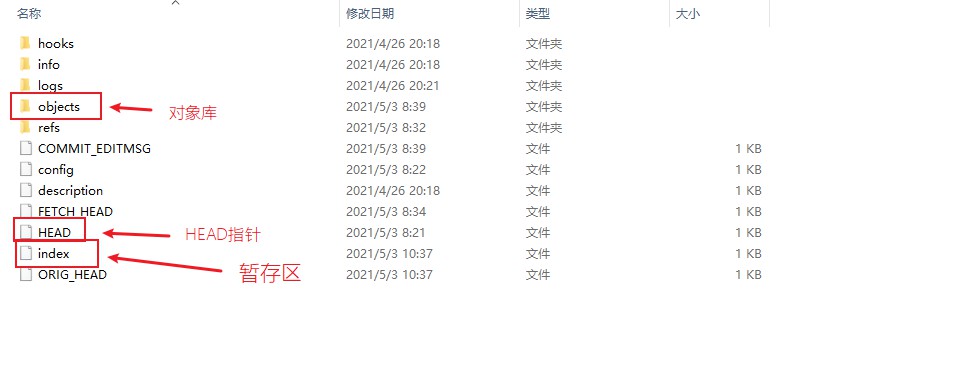 名称 修改日期 类型 大小
hooks 2021/4/26 20:18 文件夹
info 2021/4/26 20:18 文件夹
logs 2021/4/26 20:21 文件夹
objects 2021/5/3 8:39 文件夹 对象库
refs 2021/5/3 8:32 文件夹
COMMIT_EDITMSG 2021/5/3 8:39 文件 1 KB
config 2021/5/3 8:22 文件 1 KB
description 2021/4/26 20:18 文件 1 KB
FETCH_HEAD 2021/5/3 8:34 文件 1 KB
HEAD HEAD指针 2021/5/3 8:21 文件 1 KB
index 暂存区 2021/5/3 10:37 文件 1 KB
ORIG_HEAD 2021/5/3 10:37 文件 1 KB